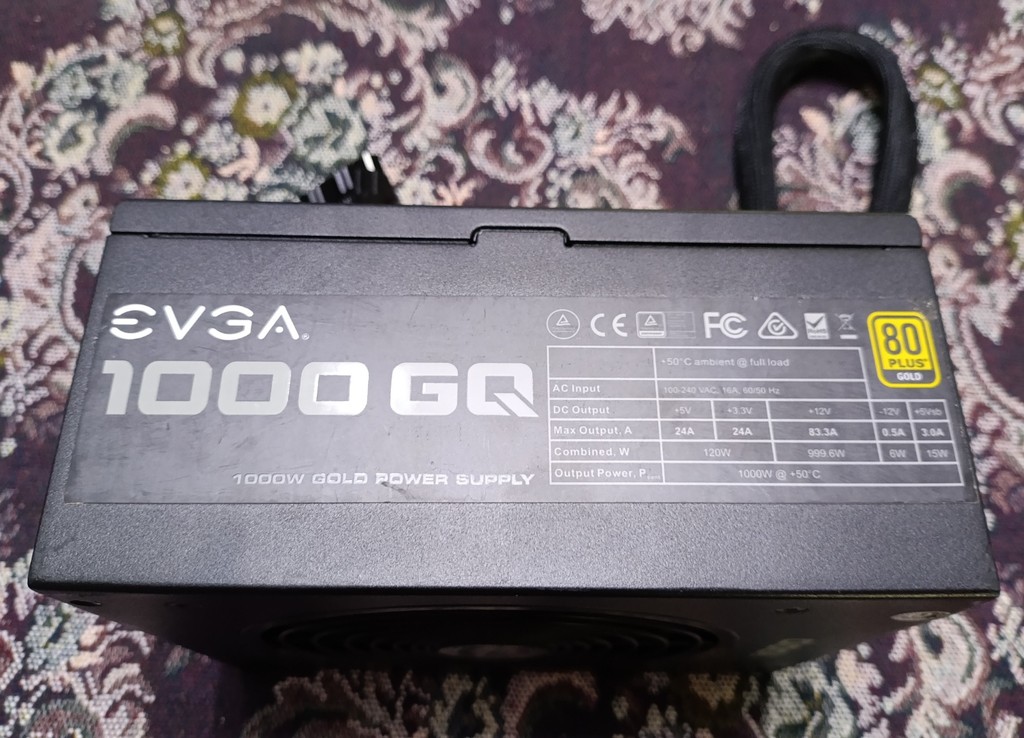 EVGA®
1000 GQ
1000W GOLD POWER SUPPLY
CE FC
80
PLUS
GOLD
+50°C ambient @ full load
AC Input 100-240 VAC, 16A, 60/50 Hz
DC Output +5V +3.3V +12V -12V +5Vsb
Max Output, A 24A 24A 83.3A 0.5A 3.0A
Combined, W 120W 999.6W 6W 15W
Output Power, P 1000W @ +50°C